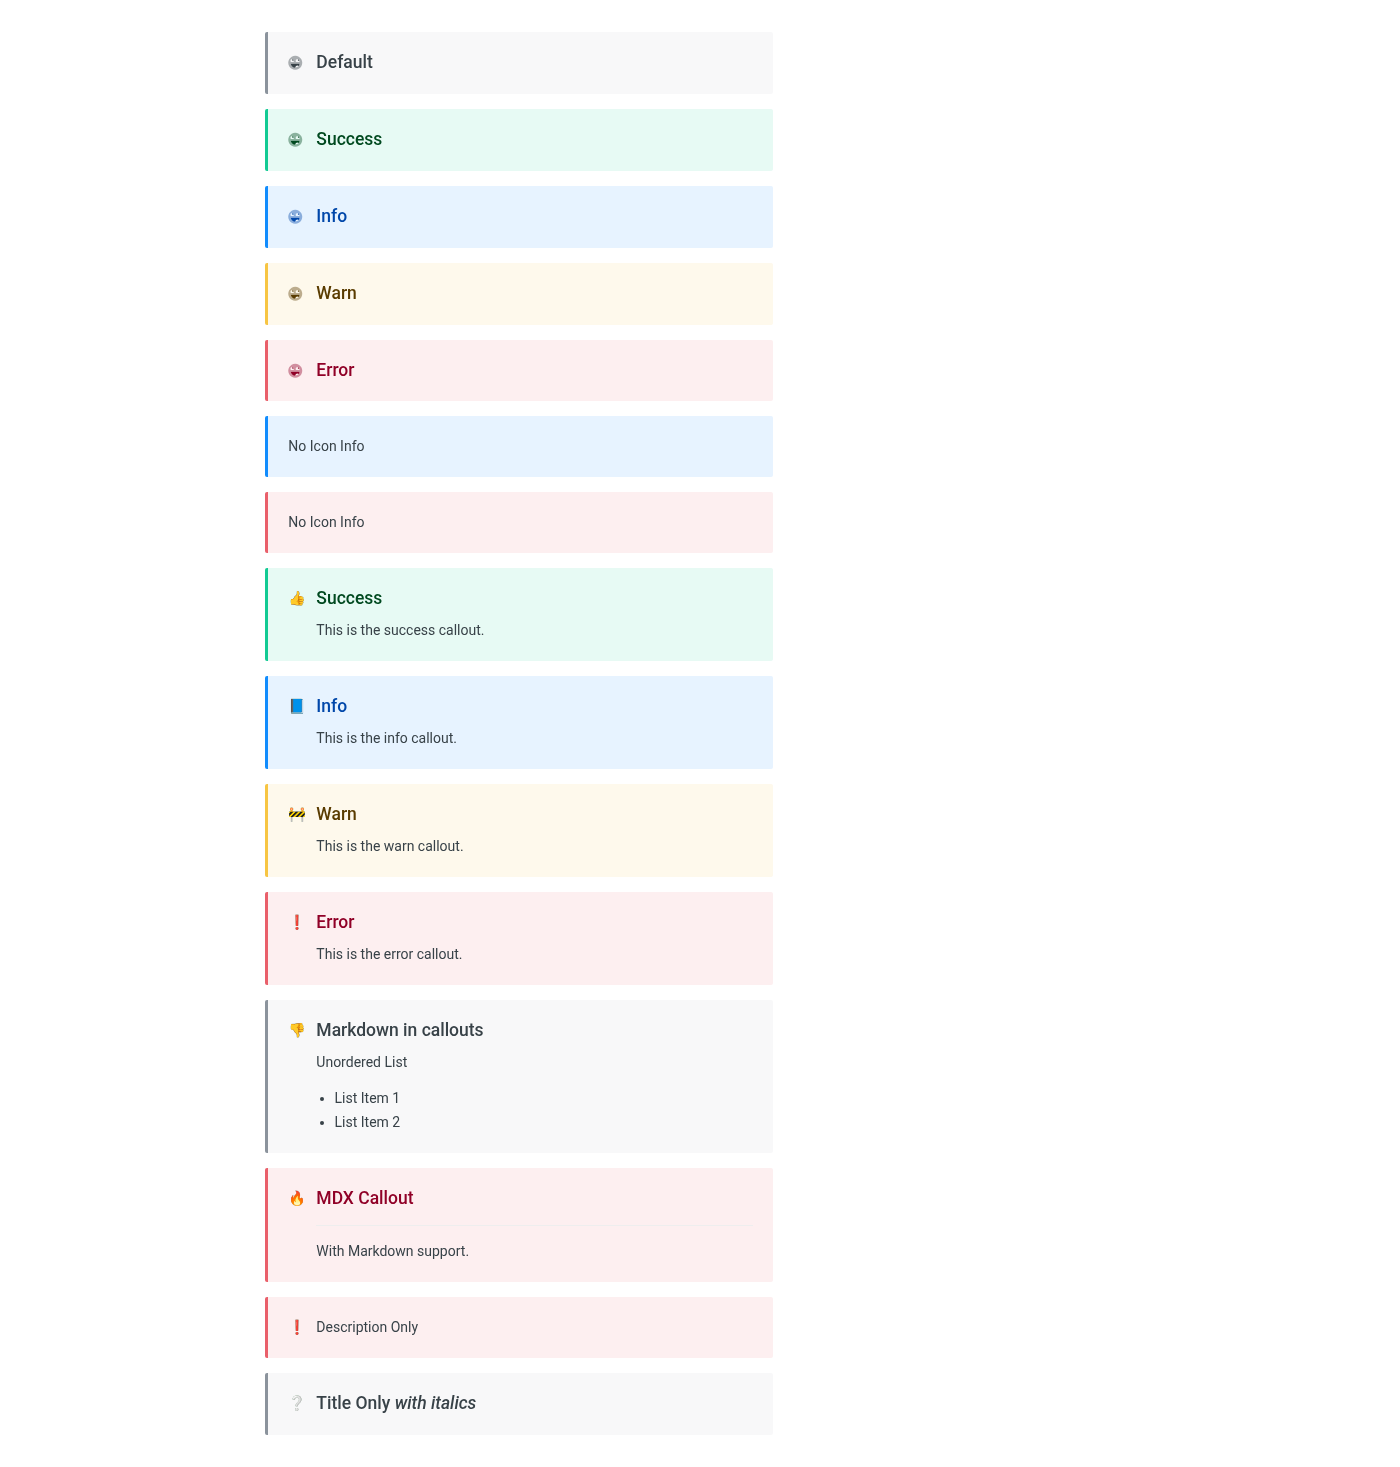 Default
Success
Info
Warn
Error
No Icon Info
No Icon Info
👍 Success
This is the success callout.
📘 Info
This is the info callout.
🚧 Warn
This is the warn callout.
❗ Error
This is the error callout.
👎 Markdown in callouts
Unordered List
• List Item 1
• List Item 2
🔥 MDX Callout
With Markdown support.
❗ Description Only
❔ Title Only with italics